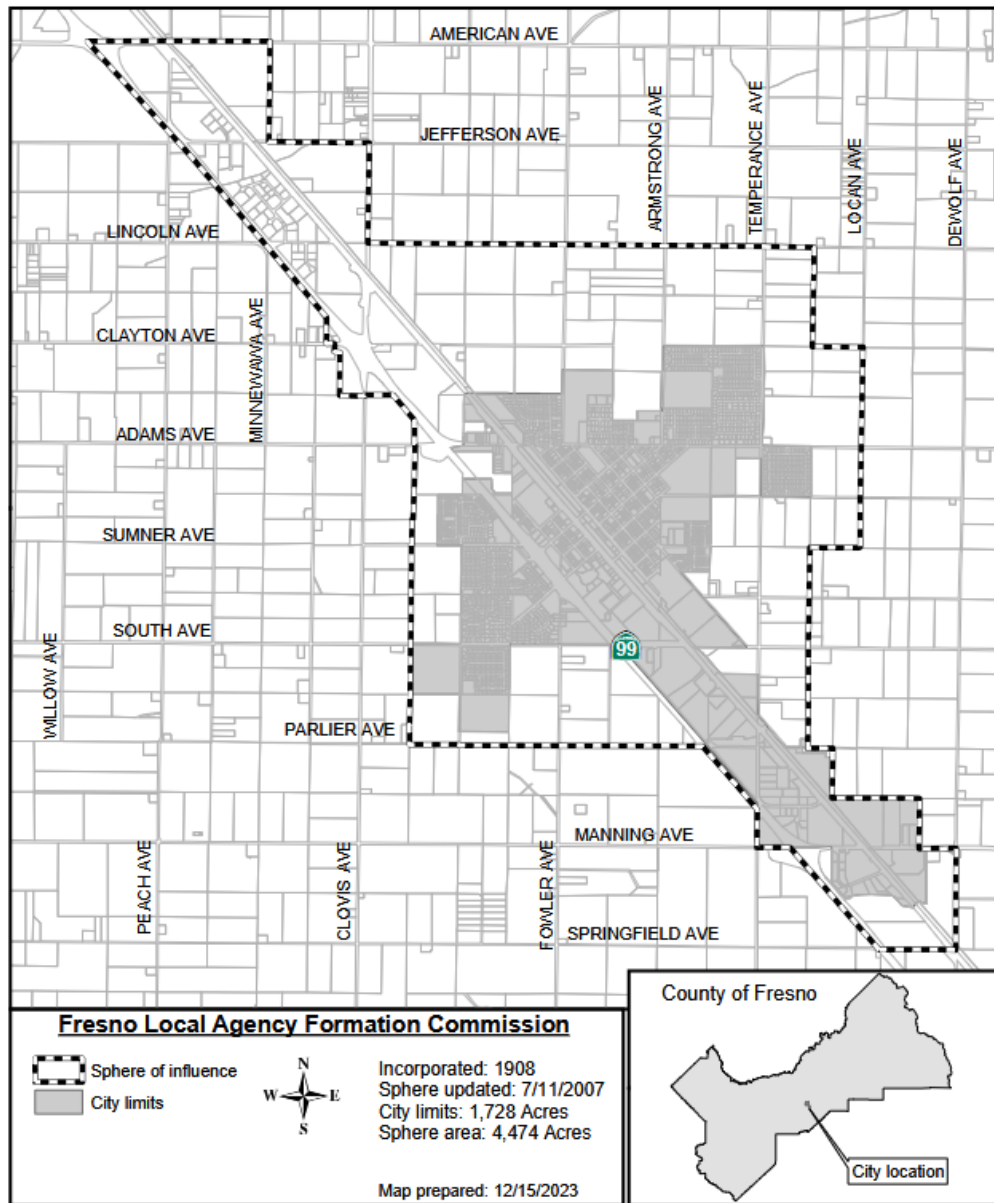 AMERICAN AVE
JEFFERSON AVE
ARMSTRONG AVE
TEMPERANCE AVE
LOCAN AVE
DEWOLF AVE
LINCOLN AVE
MINNEWAWA AVE
CLAYTON AVE
ADAMS AVE
SUMNER AVE
SOUTH AVE
99
WILLOW AVE
PARLIER AVE
MANNING AVE
PEACH AVE
CLOVIS AVE
FOWLER AVE
SPRINGFIELD AVE
Fresno Local Agency Formation Commission
Sphere of influence
City limits
N
W E
S
Incorporated: 1908
Sphere updated: 7/11/2007
City limits: 1,728 Acres
Sphere area: 4,474 Acres
Map prepared: 12/15/2023
County of Fresno
City location